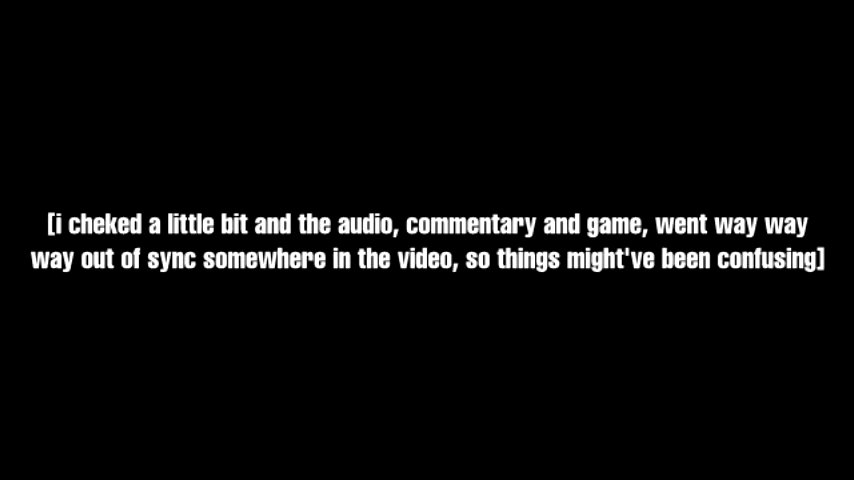 [i cheked a little bit and the audio, commentary and game, went way way
way out of sync somewhere in the video, so things might've been confusing]